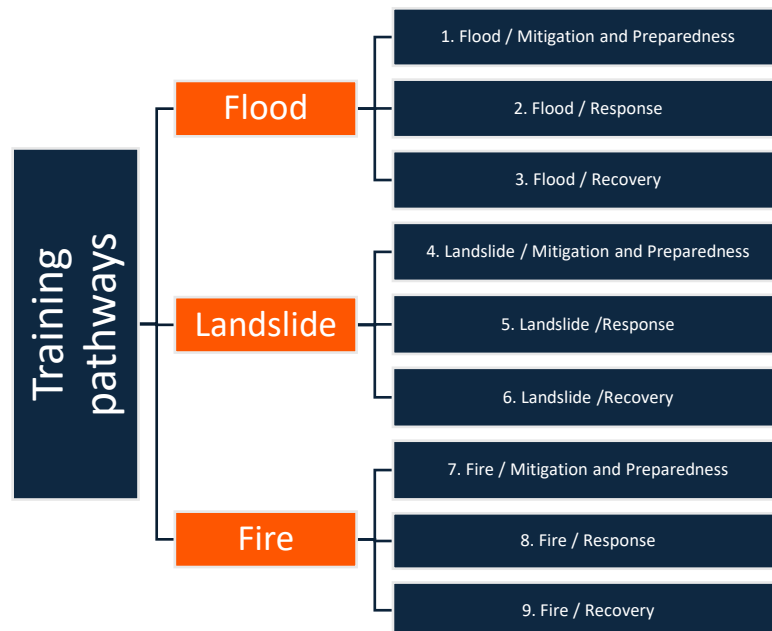 Training
pathways
Flood
1. Flood / Mitigation and Preparedness
2. Flood / Response
3. Flood / Recovery
Landslide
4. Landslide / Mitigation and Preparedness
5. Landslide /Response
6. Landslide /Recovery
Fire
7. Fire / Mitigation and Preparedness
8. Fire / Response
9. Fire / Recovery